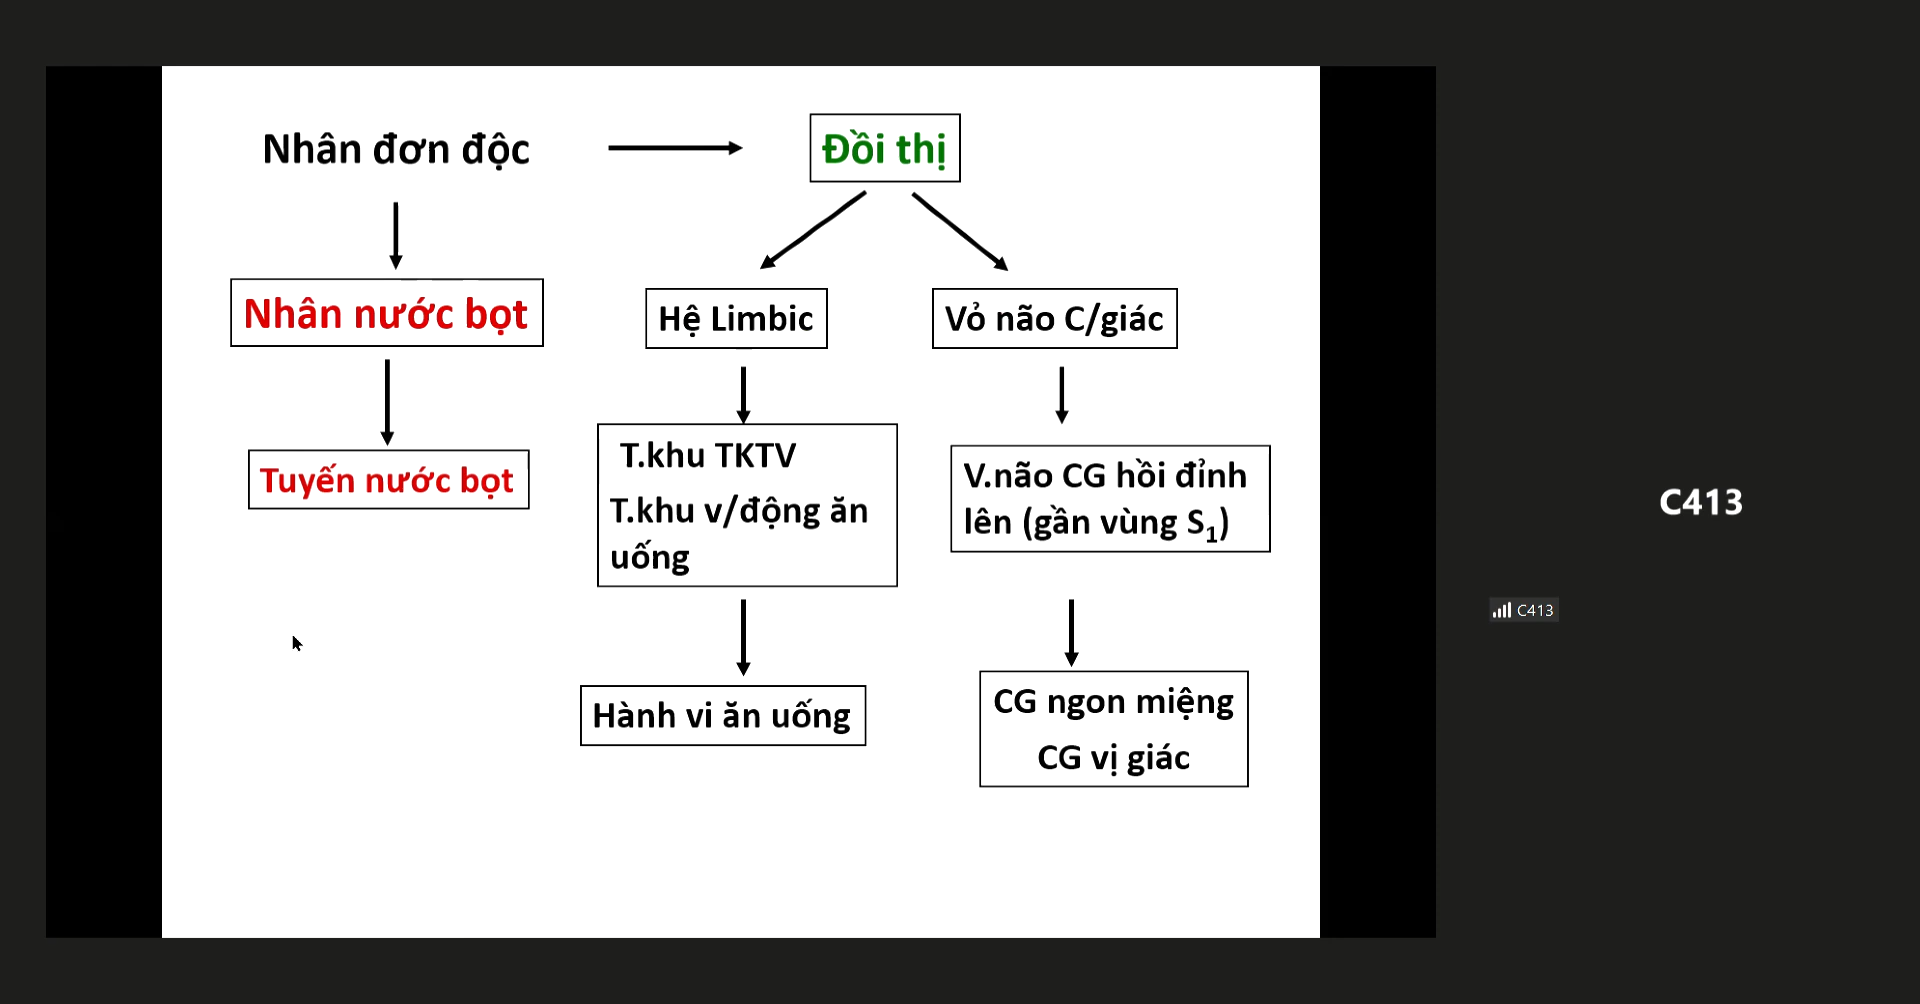 Nhân đơn độc
Đồi thị
Nhân nước bọt
Hệ Limbic
Vỏ não C/giác
Tuyến nước bọt
T.khu TKTV
T.khu v/động ăn
uống
V.não CG hồi đỉnh
lên (gần vùng S₁)
Hành vi ăn uống
CG ngon miệng
CG vị giác
C413
C413